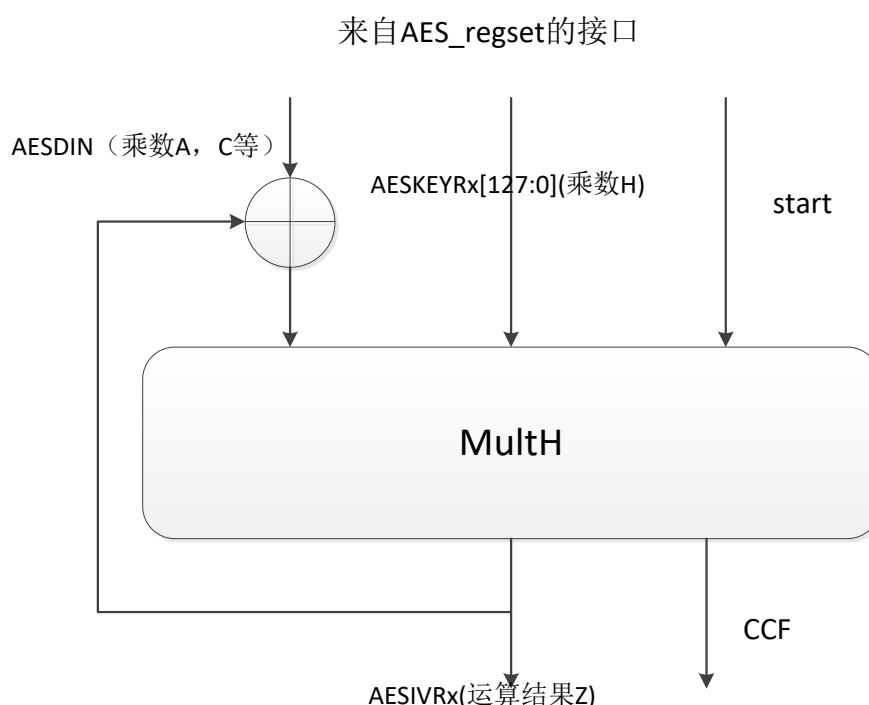 来自AES_regset的接口
AESDIN（乘数A，C等）
AESKEYRx[127:0](乘数H)
start
MultH
CCF
AESIVRx(运算结果Z)